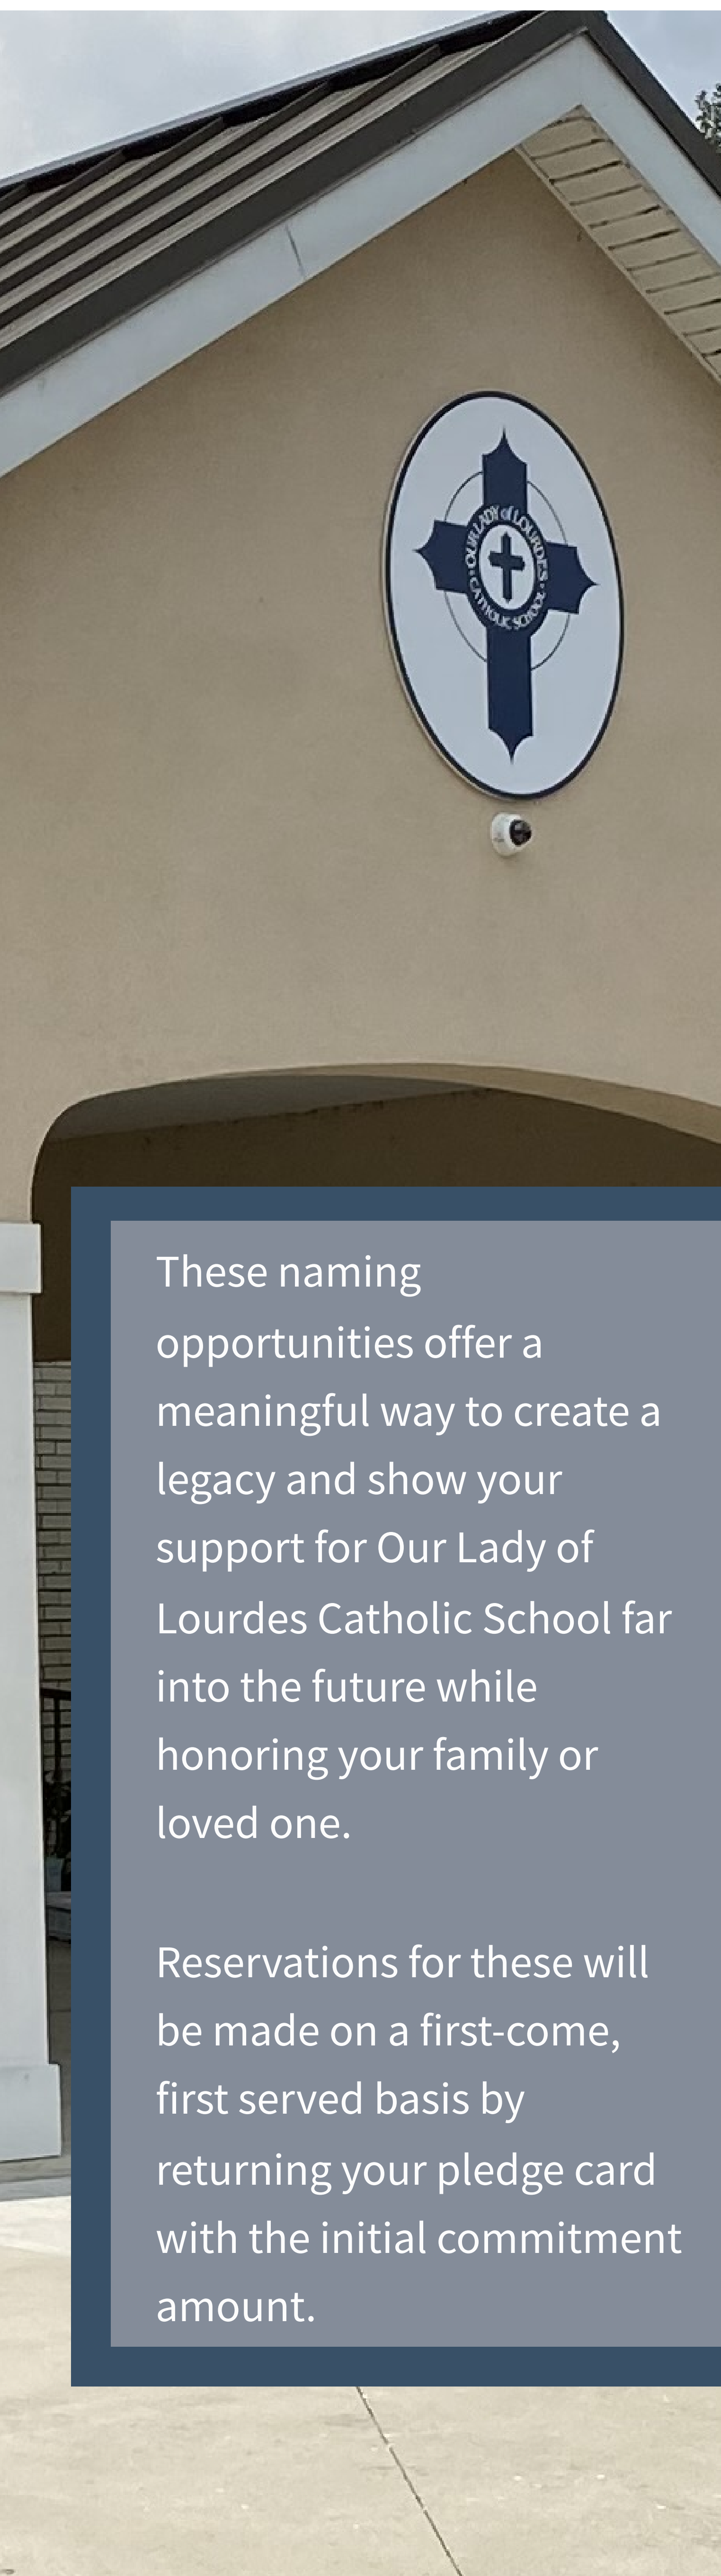 OUR LADY of LOURDES
CATHOLIC SCHOOL
These naming
opportunities offer a
meaningful way to create a
legacy and show your
support for Our Lady of
Lourdes Catholic School far
into the future while
honoring your family or
loved one.
Reservations for these will
be made on a first-come,
first served basis by
returning your pledge card
with the initial commitment
amount.